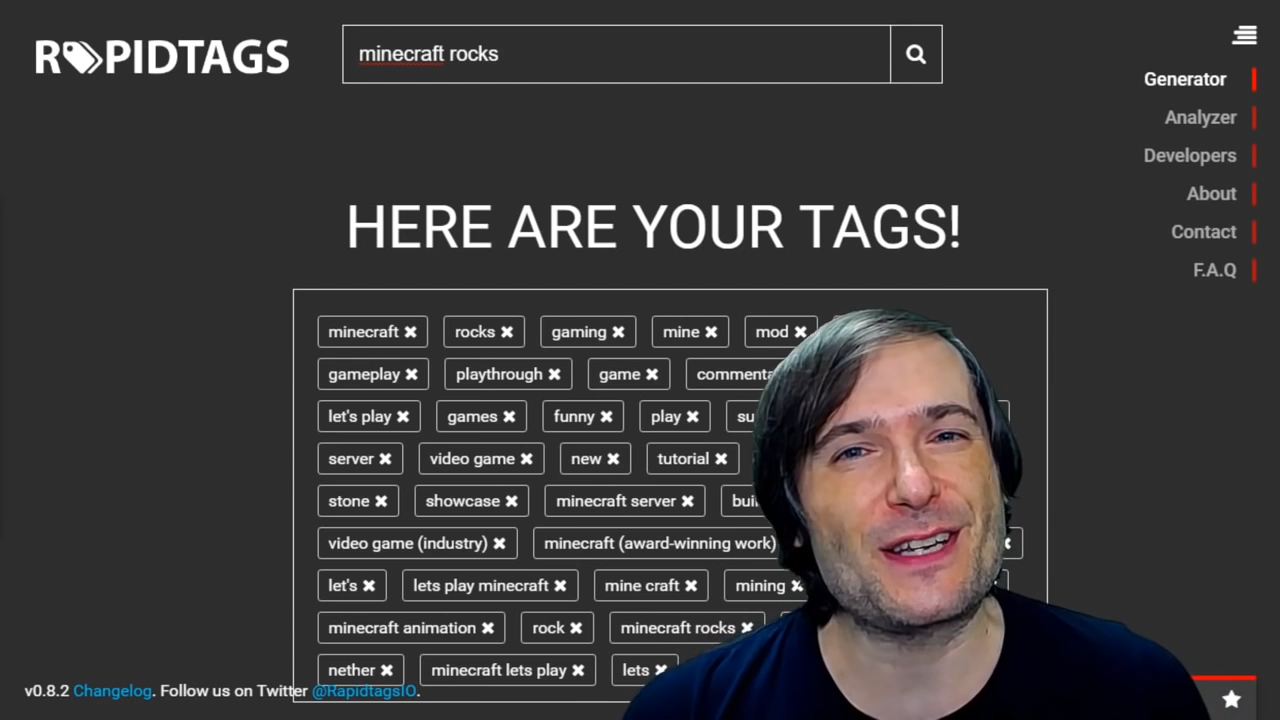 RAPIDTAGS
minecraft rocks
Generator
Analyzer
Developers
About
Contact
F.A.Q
HERE ARE YOUR TAGS!
minecraft ✖ rocks ✖ gaming ✖ mine ✖ mod ✖
gameplay ✖ playthrough ✖ game ✖
let's play ✖ games ✖ funny ✖ play ✖
server ✖ video game ✖ new ✖ tutorial ✖
stone ✖ showcase ✖ minecraft server ✖
video game (industry) ✖ minecraft (award-winning work)
let's ✖ lets play minecraft ✖ mine craft ✖ mining ✖
minecraft animation ✖ rock ✖ minecraft rocks ✖
nether ✖ minecraft lets play ✖ lets ✖
v0.8.2 Changelog. Follow us on Twitter @RapidtagsIO.